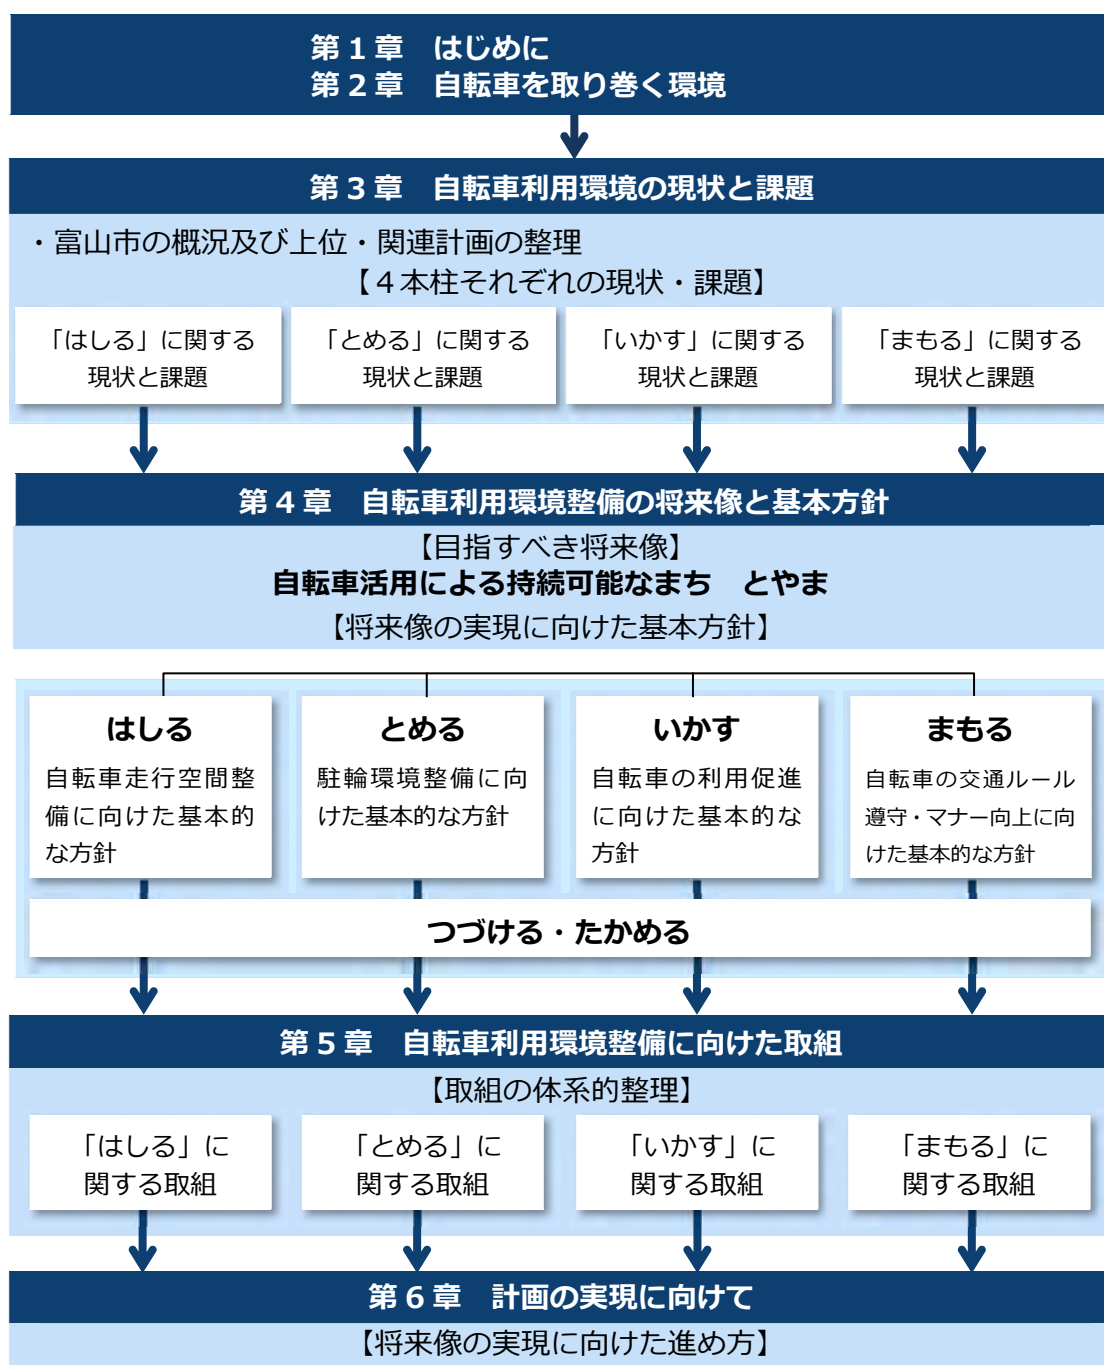 第1章　はじめに
第2章　自転車を取り巻く環境
第3章　自転車利用環境の現状と課題
・富山市の概況及び上位・関連計画の整理
【4本柱それぞれの現状・課題】
「はしる」に関する
現状と課題
「とめる」に関する
現状と課題
「いかす」に関する
現状と課題
「まもる」に関する
現状と課題
第4章　自転車利用環境整備の将来像と基本方針
【目指すべき将来像】
自転車活用による持続可能なまち　とやま
【将来像の実現に向けた基本方針】
はしる
自転車走行空間整
備に向けた基本的
な方針
とめる
駐輪環境整備に向
けた基本的な方針
いかす
自転車の利用促進
に向けた基本的な
方針
まもる
自転車の交通ルール
遵守・マナー向上に向
けた基本的な方針
つづける・たかめる
第5章　自転車利用環境整備に向けた取組
【取組の体系的整理】
「はしる」に
関する取組
「とめる」に
関する取組
「いかす」に
関する取組
「まもる」に
関する取組
第6章　計画の実現に向けて
【将来像の実現に向けた進め方】